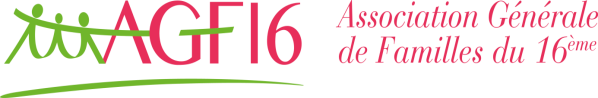 AGF16
Association Générale
de Familles du 16ème